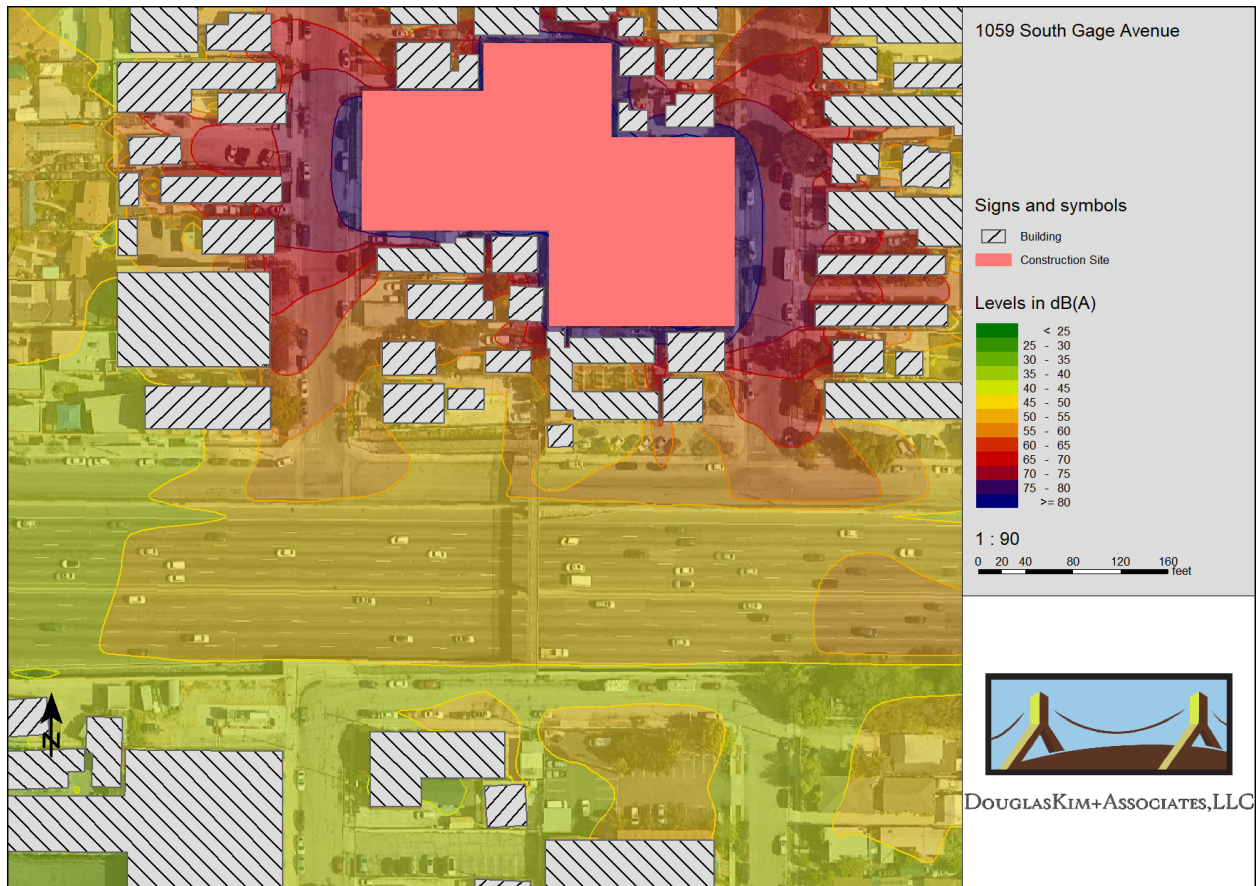 1059 South Gage Avenue
Signs and symbols
Building
Construction Site
Levels in dB(A)
< 25
25 - 30
30 - 35
35 - 40
40 - 45
45 - 50
50 - 55
55 - 60
60 - 65
65 - 70
70 - 75
75 - 80
>= 80
1 : 90
0 20 40 80 120 160
feet
N
DOUGLASKIM+ASSOCIATES,LLC